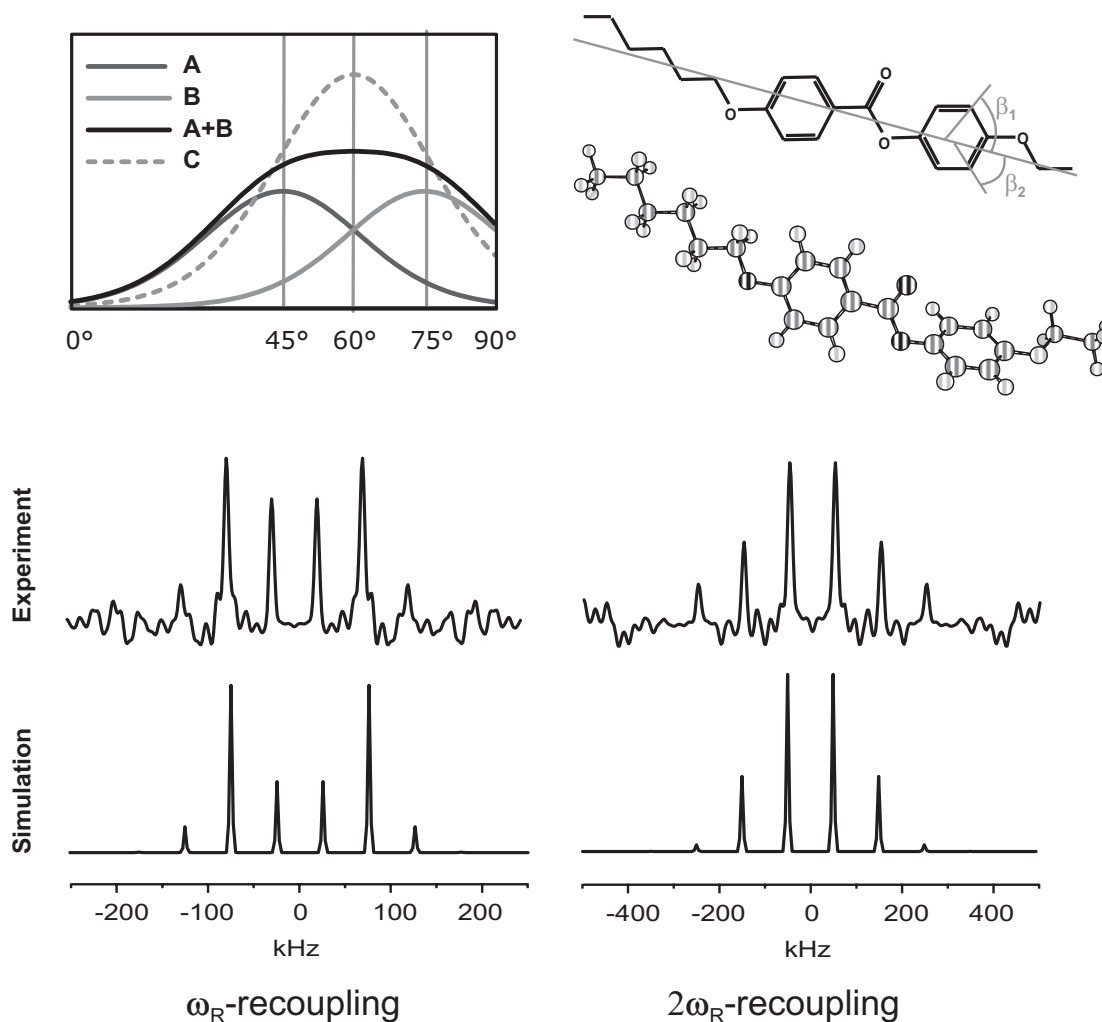 A
B
A+B
C
0° 45° 60° 75° 90°
O
O
O
O
β1
β2
Experiment
Simulation
-200 -100 0 100 200
kHz
-400 -200 0 200 400
kHz
ωR-recoupling
2ωR-recoupling